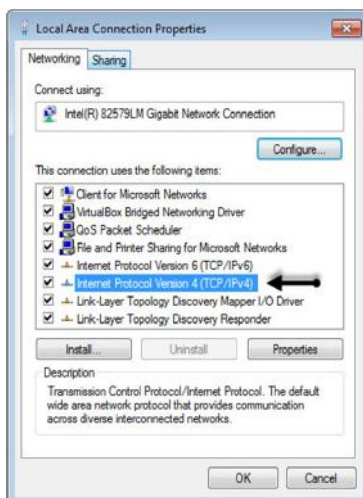 Local Area Connection Properties
Networking
Sharing
Connect using:
Intel(R) 82579LM Gigabit Network Connection
Configure...
This connection uses the following items:
Client for Microsoft Networks
VirtualBox Bridged Networking Driver
QoS Packet Scheduler
File and Printer Sharing for Microsoft Networks
Internet Protocol Version 6 (TCP/IPv6)
Internet Protocol Version 4 (TCP/IPv4)
Link-Layer Topology Discovery Mapper I/O Driver
Link-Layer Topology Discovery Responder
Install...
Uninstall
Properties
Description
Transmission Control Protocol/Internet Protocol. The default
wide area network protocol that provides communication
across diverse interconnected networks.
OK
Cancel